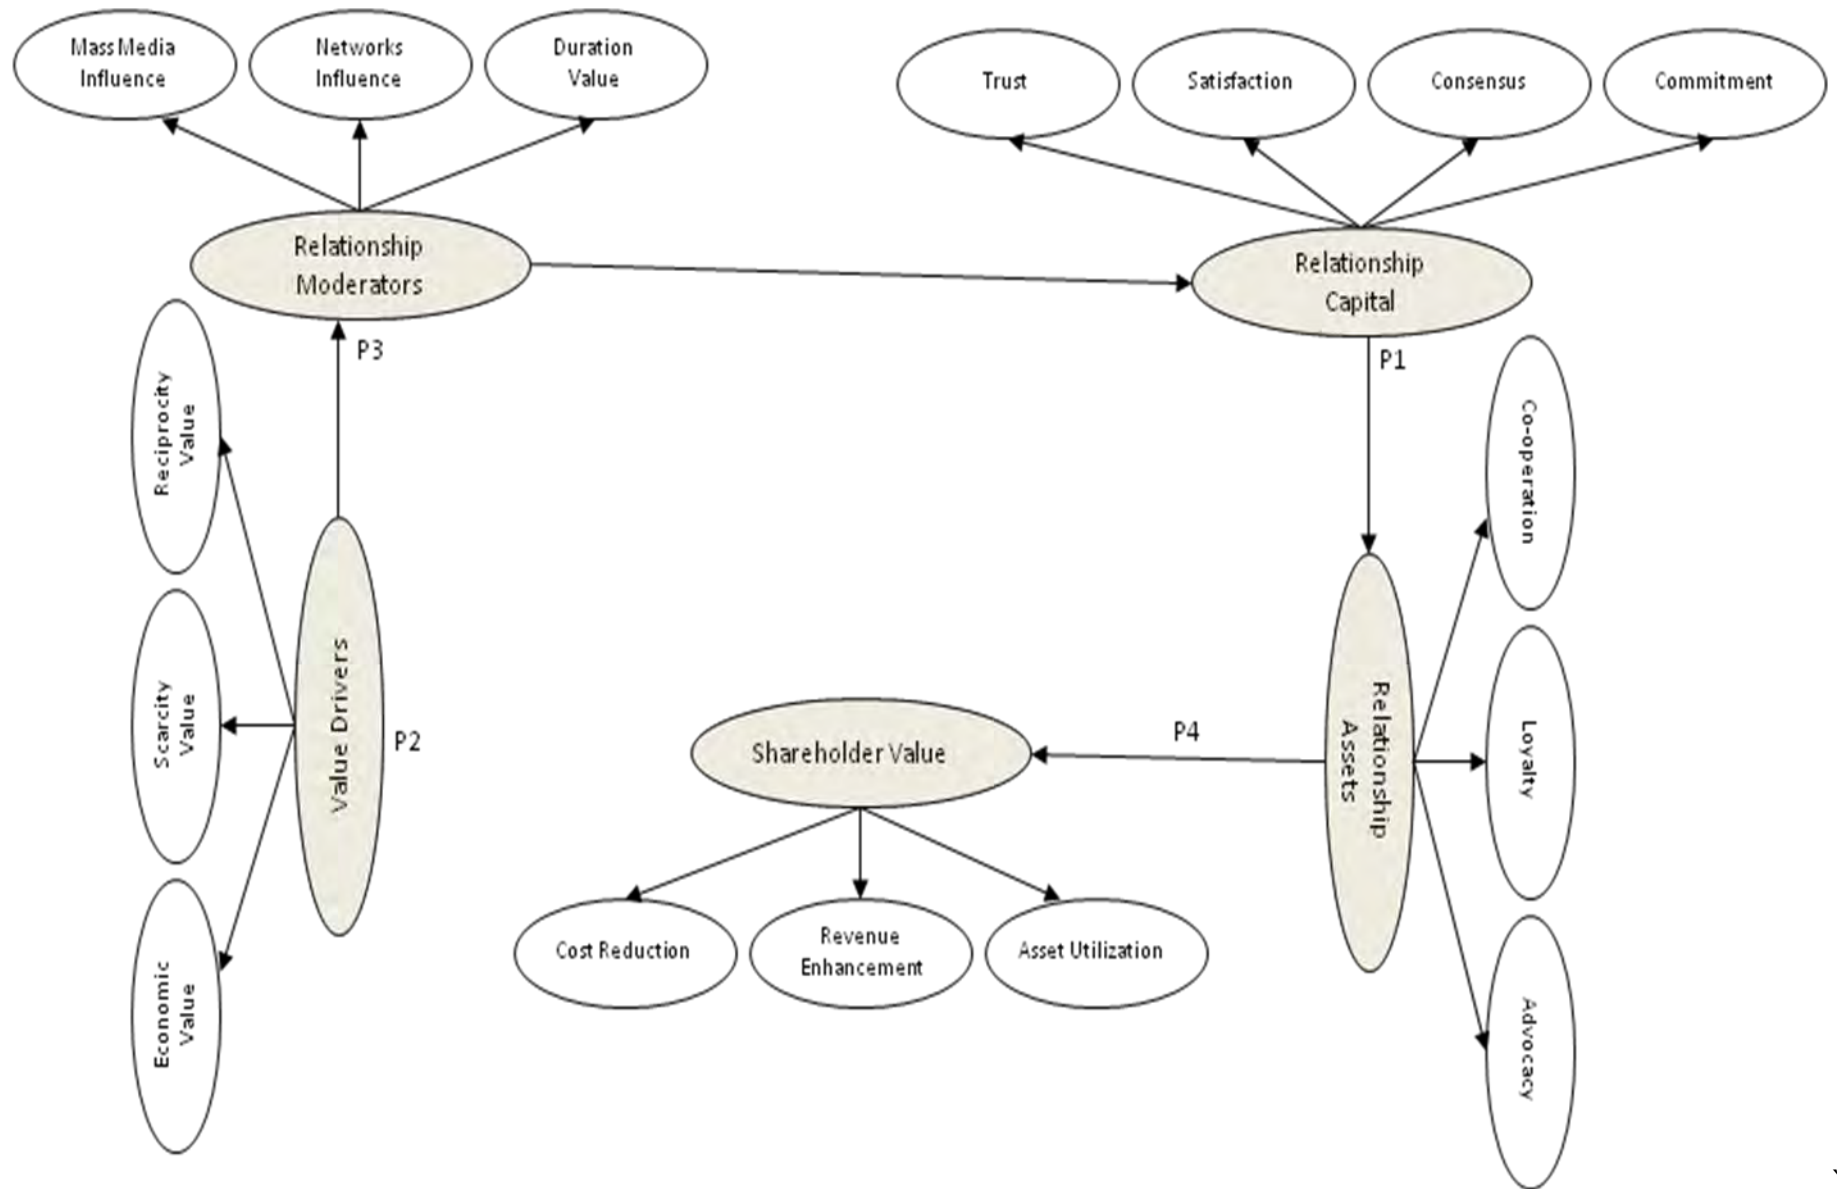 Mass Media
Influence
Networks
Influence
Duration
Value
Trust
Satisfaction
Consensus
Commitment
Relationship
Moderators
Relationship
Capital
P3
P1
Reciprocity
Value
Co-operation
Scarcity
Value
Value Drivers
P2
Shareholder Value
P4
Relationship
Assets
Loyalty
Economic
Value
Cost Reduction
Revenue
Enhancement
Asset Utilization
Advocacy